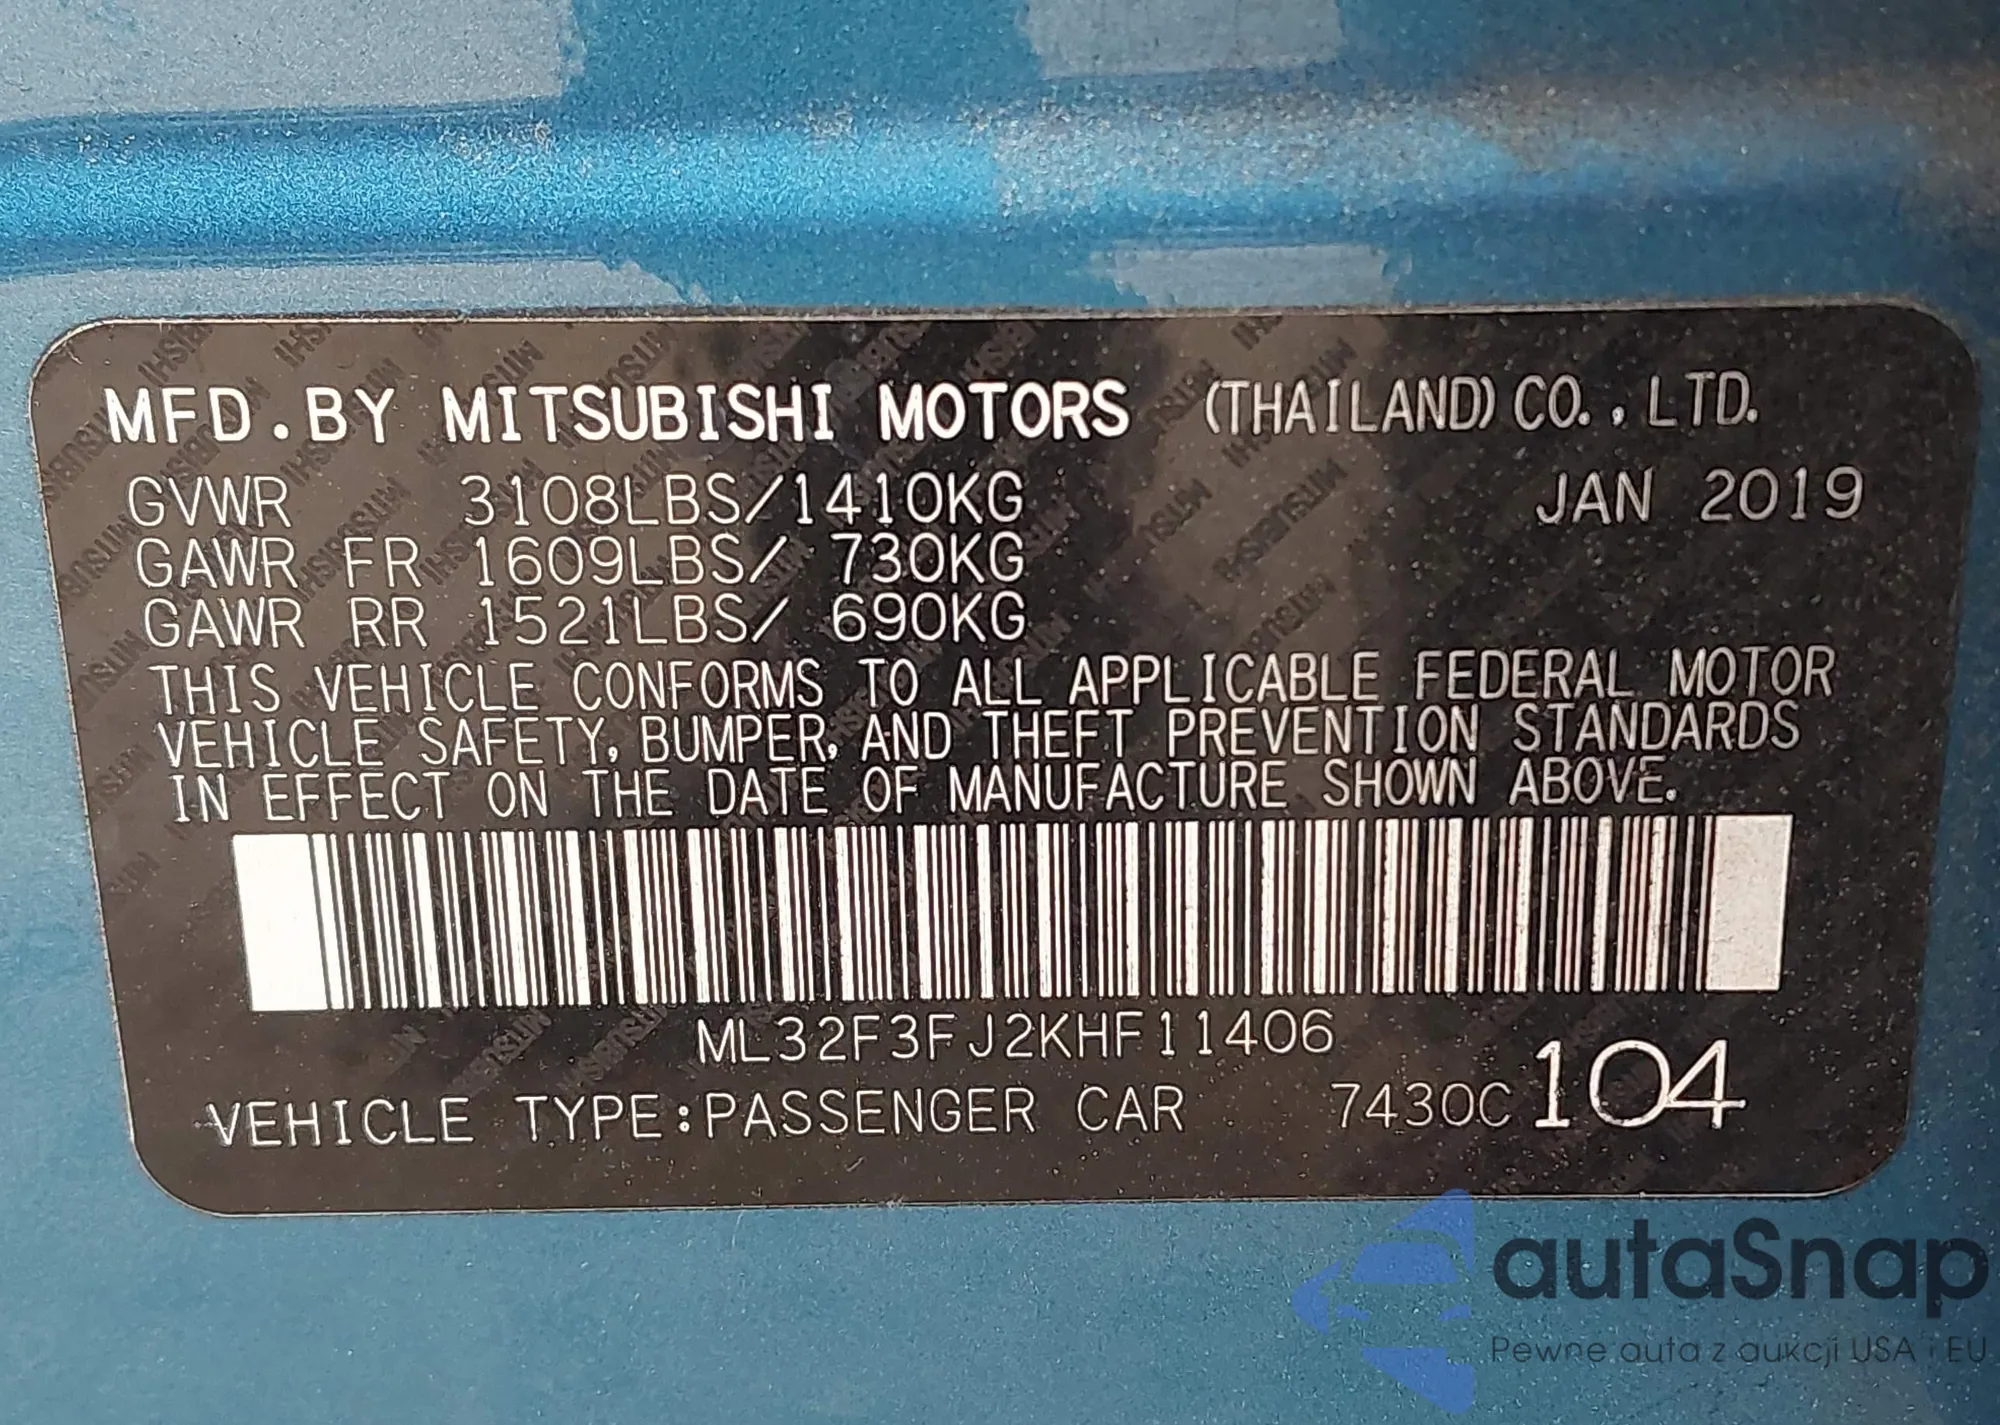 MFD.BY MITSUBISHI MOTORS (THAILAND) CO., LTD.
GVWR 3108LBS/1410KG JAN 2019
GAWR FR 1609LBS/ 730KG
GAWR RR 1521LBS/ 690KG
THIS VEHICLE CONFORMS TO ALL APPLICABLE FEDERAL MOTOR
VEHICLE SAFETY, BUMPER, AND THEFT PREVENTION STANDARDS
IN EFFECT ON THE DATE OF MANUFACTURE SHOWN ABOVE.
ML32F3FJ2KHF11406
VEHICLE TYPE:PASSENGER CAR 7430C 104
autaSnap
Pewne auta z aukcji USA i EU